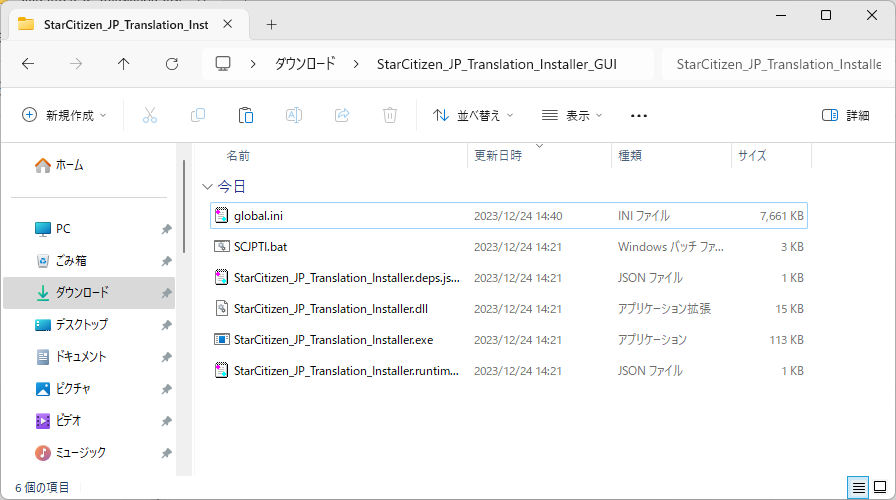 StarCitizen_JP_Translation_Inst
ダウンロード StarCitizen_JP_Translation_Installer_GUI StarCitizen_JP_Translation_Installe
新規作成 並べ替え 表示 詳細
名前 更新日時 種類 サイズ
ホーム
今日
PC
ごみ箱
ダウンロード
デスクトップ
ドキュメント
ピクチャ
ビデオ
ミュージック
global.ini 2023/12/24 14:40 INI ファイル 7,661 KB
SCJPTI.bat 2023/12/24 14:21 Windows バッチ ファ... 3 KB
StarCitizen_JP_Translation_Installer.deps.js... 2023/12/24 14:21 JSON ファイル 1 KB
StarCitizen_JP_Translation_Installer.dll 2023/12/24 14:21 アプリケーション拡張 15 KB
StarCitizen_JP_Translation_Installer.exe 2023/12/24 14:21 アプリケーション 113 KB
StarCitizen_JP_Translation_Installer.runtim... 2023/12/24 14:21 JSON ファイル 1 KB
6 個の項目